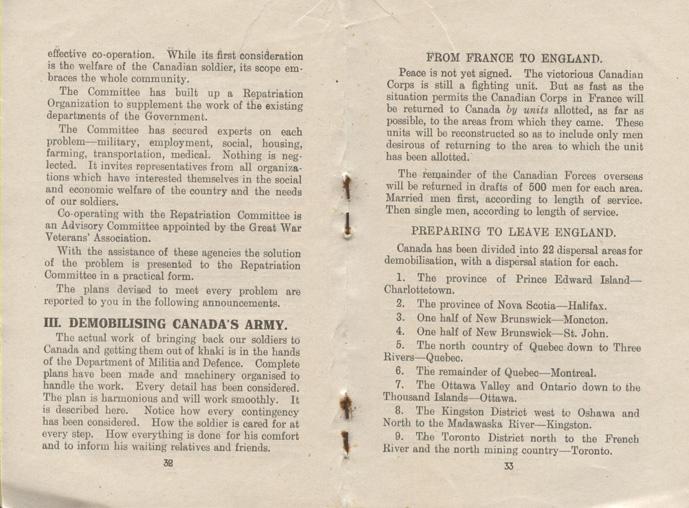 effective co-operation. While its first consideration
is the welfare of the Canadian soldier, its scope em-
braces the whole community.
The Committee has built up a Repatriation
Organization to supplement the work of the existing
departments of the Government.
The Committee has secured experts on each
problem—military, employment, social, housing,
farming, transportation, medical. Nothing is neg-
lected. It invites representatives from all organiza-
tions which have interested themselves in the social
and economic welfare of the country and the needs
of our soldiers.
Co-operating with the Repatriation Committee is
an Advisory Committee appointed by the Great War
Veterans' Association.
With the assistance of these agencies the solution
of the problem is presented to the Repatriation
Committee in a practical form.
The plans devised to meet every problem are
reported to you in the following announcements.
III. DEMOBILISING CANADA'S ARMY.
The actual work of bringing back our soldiers to
Canada and getting them out of khaki is in the hands
of the Department of Militia and Defence. Complete
plans have been made and machinery organised to
handle the work. Every detail has been considered.
The plan is harmonious and will work smoothly. It
is described here. Notice how every contingency
has been considered. How the soldier is cared for at
every step. How everything is done for his comfort
and to inform his waiting relatives and friends.
32
FROM FRANCE TO ENGLAND.
Peace is not yet signed. The victorious Canadian
Corps is still a fighting unit. But as fast as the
situation permits the Canadian Corps in France will
be returned to Canada by units allotted, as far as
possible, to the areas from which they came. These
units will be reconstructed so as to include only men
desirous of returning to the area to which the unit
has been allotted.
The remainder of the Canadian Forces overseas
will be returned in drafts of 500 men for each area.
Married men first, according to length of service.
Then single men, according to length of service.
PREPARING TO LEAVE ENGLAND.
Canada has been divided into 22 dispersal areas for
demobilisation, with a dispersal station for each.
1. The province of Prince Edward Island—
Charlottetown.
2. The province of Nova Scotia—Halifax.
3. One half of New Brunswick—Moncton.
4. One half of New Brunswick—St. John.
5. The north country of Quebec down to Three
Rivers—Quebec.
6. The remainder of Quebec—Montreal.
7. The Ottawa Valley and Ontario down to the
Thousand Islands—Ottawa.
8. The Kingston District west to Oshawa and
North to the Madawaska River—Kingston.
9. The Toronto District north to the French
River and the north mining country—Toronto.
33